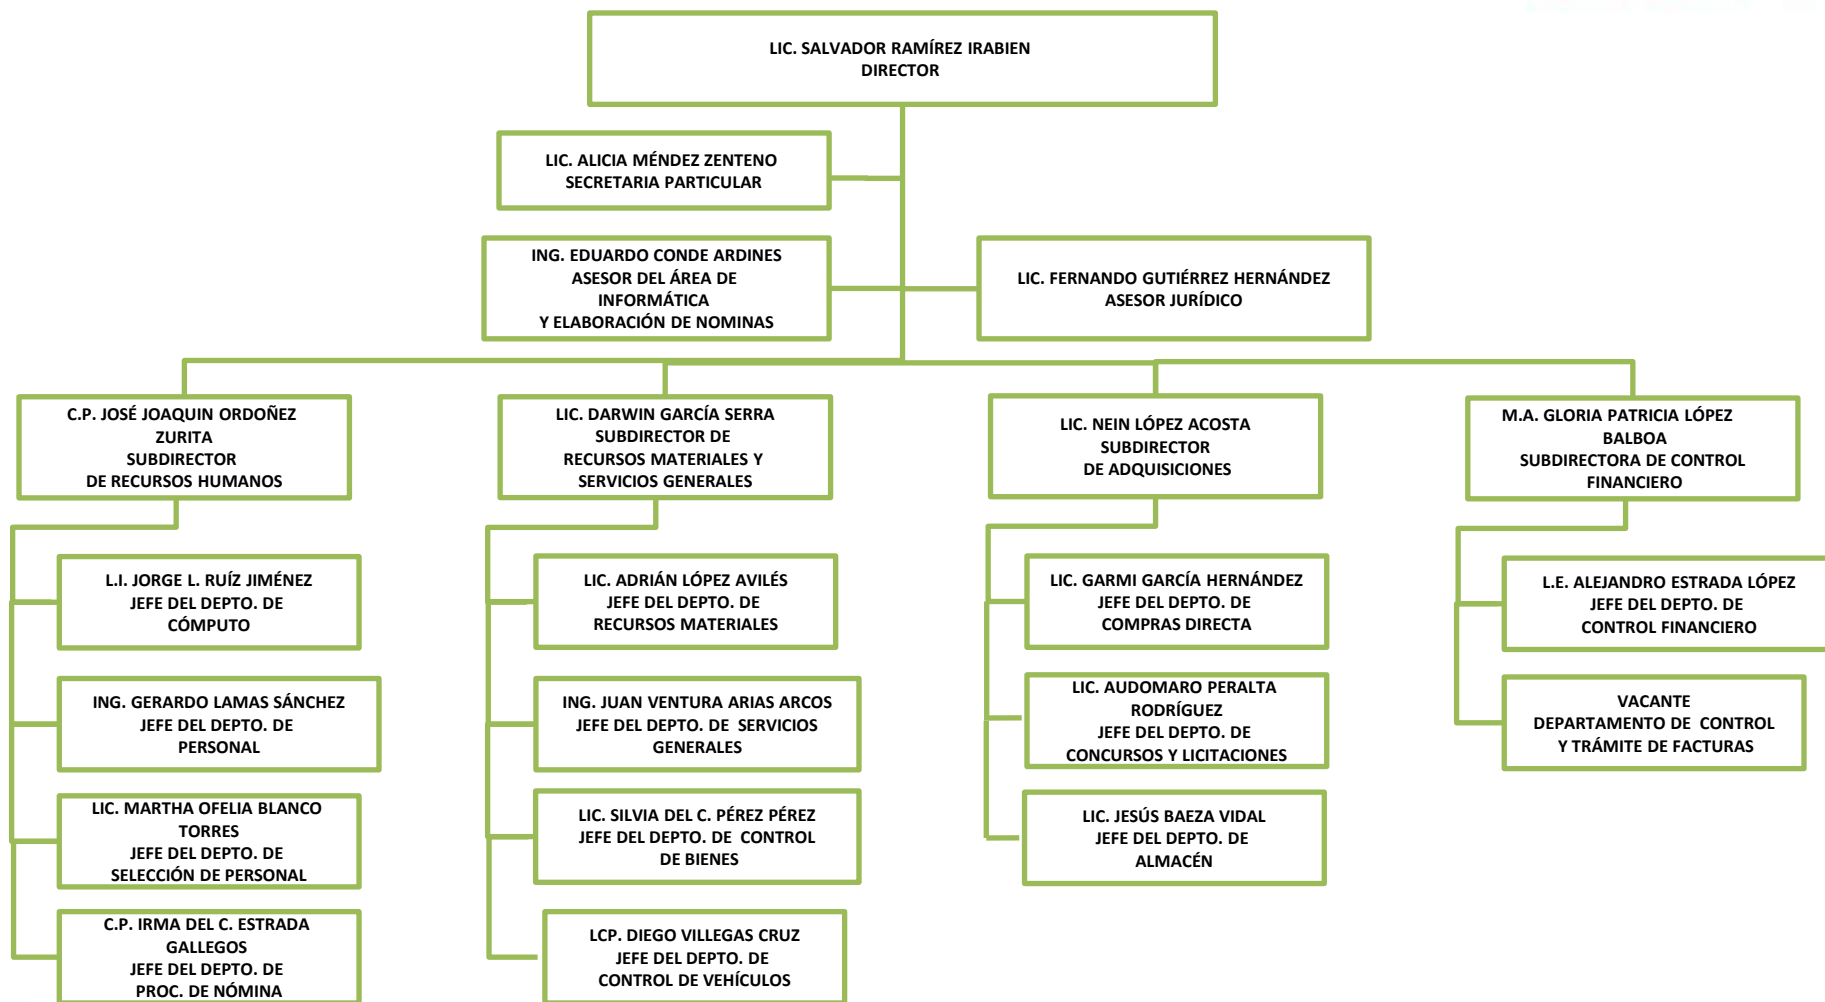 LIC. SALVADOR RAMÍREZ IRABIEN
DIRECTOR
LIC. ALICIA MÉNDEZ ZENTENO
SECRETARIA PARTICULAR
ING. EDUARDO CONDE ARDINES
ASESOR DEL ÁREA DE
INFORMÁTICA
Y ELABORACIÓN DE NOMINAS
LIC. FERNANDO GUTIÉRREZ HERNÁNDEZ
ASESOR JURÍDICO
C.P. JOSÉ JOAQUIN ORDOÑEZ
ZURITA
SUBDIRECTOR
DE RECURSOS HUMANOS
LIC. DARWIN GARCÍA SERRA
SUBDIRECTOR DE
RECURSOS MATERIALES Y
SERVICIOS GENERALES
LIC. NEIN LÓPEZ ACOSTA
SUBDIRECTOR
DE ADQUISICIONES
M.A. GLORIA PATRICIA LÓPEZ
BALBOA
SUBDIRECTORA DE CONTROL
FINANCIERO
L.I. JORGE L. RUÍZ JIMÉNEZ
JEFE DEL DEPTO. DE
CÓMPUTO
ING. GERARDO LAMAS SÁNCHEZ
JEFE DEL DEPTO. DE
PERSONAL
LIC. MARTHA OFELIA BLANCO
TORRES
JEFE DEL DEPTO. DE
SELECCIÓN DE PERSONAL
C.P. IRMA DEL C. ESTRADA
GALLEGOS
JEFE DEL DEPTO. DE
PROC. DE NÓMINA
LIC. ADRIÁN LÓPEZ AVILÉS
JEFE DEL DEPTO. DE
RECURSOS MATERIALES
ING. JUAN VENTURA ARIAS ARCOS
JEFE DEL DEPTO. DE SERVICIOS
GENERALES
LIC. SILVIA DEL C. PÉREZ PÉREZ
JEFE DEL DEPTO. DE CONTROL
DE BIENES
LCP. DIEGO VILLEGAS CRUZ
JEFE DEL DEPTO. DE
CONTROL DE VEHÍCULOS
LIC. GARMI GARCÍA HERNÁNDEZ
JEFE DEL DEPTO. DE
COMPRAS DIRECTA
LIC. AUDOMARO PERALTA
RODRÍGUEZ
JEFE DEL DEPTO. DE
CONCURSOS Y LICITACIONES
LIC. JESÚS BAEZA VIDAL
JEFE DEL DEPTO. DE
ALMACÉN
L.E. ALEJANDRO ESTRADA LÓPEZ
JEFE DEL DEPTO. DE
CONTROL FINANCIERO
VACANTE
DEPARTAMENTO DE CONTROL
Y TRÁMITE DE FACTURAS